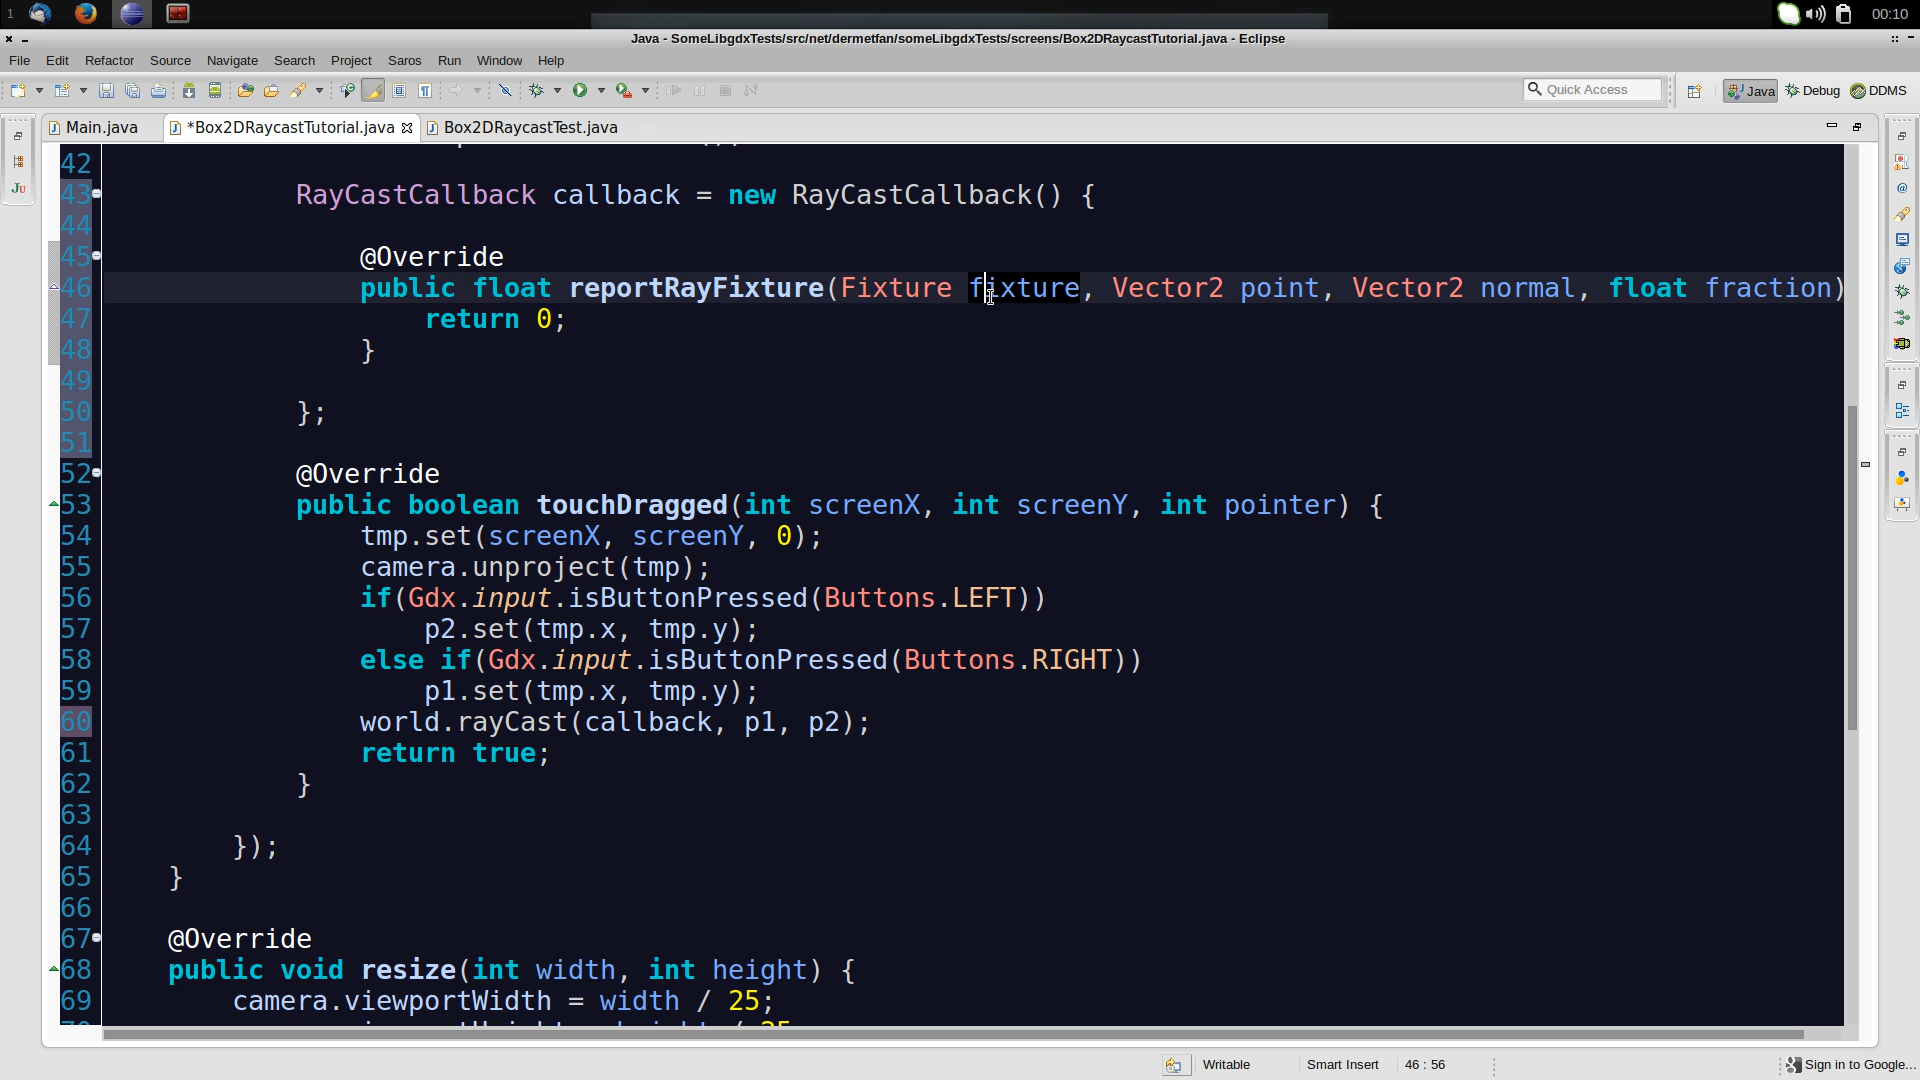 1
00:10
Java - SomeLibgdxTests/src/net/dermetfan/someLibgdxTests/screens/Box2DRaycastTutorial.java - Eclipse
File Edit Refactor Source Navigate Search Project Saros Run Window Help
Quick Access
Java
Debug
DDMS
Main.java
*Box2DRaycastTutorial.java
Box2DRaycastTest.java
JU
42
43 RayCastCallback callback = new RayCastCallback() {
44
45 @Override
46 public float reportRayFixture(Fixture fixture, Vector2 point, Vector2 normal, float fraction)
47 return 0;
48 }
49
50 };
51
52 @Override
53 public boolean touchDragged(int screenX, int screenY, int pointer) {
54 tmp.set(screenX, screenY, 0);
55 camera.unproject(tmp);
56 if(Gdx.input.isButtonPressed(Buttons.LEFT))
57 p2.set(tmp.x, tmp.y);
58 else if(Gdx.input.isButtonPressed(Buttons.RIGHT))
59 p1.set(tmp.x, tmp.y);
60 world.rayCast(callback, p1, p2);
61 return true;
62 }
63
64 });
65 }
66
67 @Override
68 public void resize(int width, int height) {
69 camera.viewportWidth = width / 25;
Writable
Smart Insert
46 : 56
Sign in to Google...